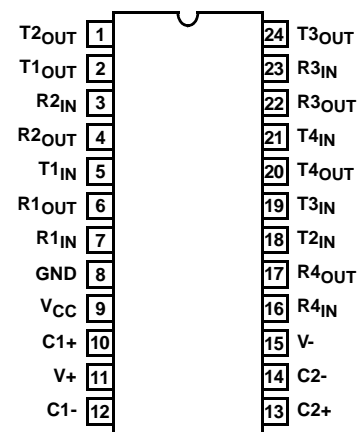 T2OUT 1 24 T3OUT
T1OUT 2 23 R3IN
R2IN 3 22 R3OUT
R2OUT 4 21 T4IN
T1IN 5 20 T4OUT
R1OUT 6 19 T3IN
R1IN 7 18 T2IN
GND 8 17 R4OUT
VCC 9 16 R4IN
C1+ 10 15 V-
V+ 11 14 C2-
C1- 12 13 C2+